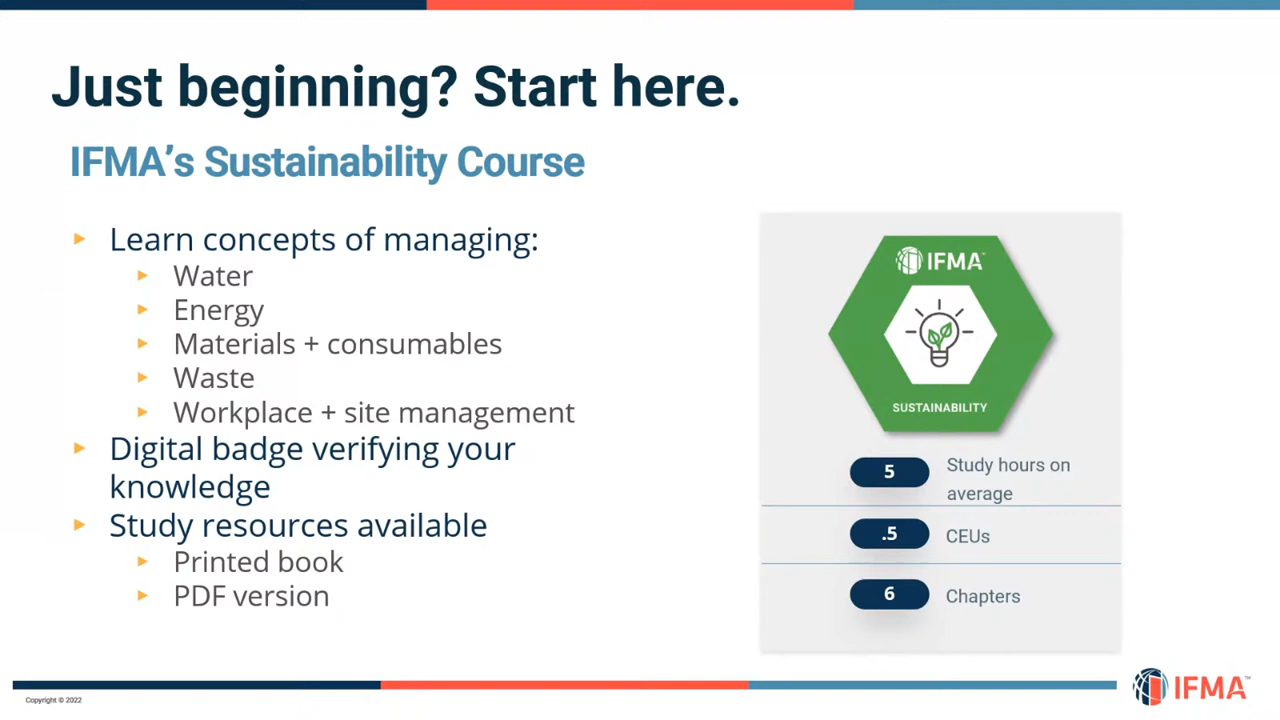 Just beginning? Start here.
IFMA’s Sustainability Course
Learn concepts of managing:
Water
Energy
Materials + consumables
Waste
Workplace + site management
Digital badge verifying your
knowledge
Study resources available
Printed book
PDF version
IFMA™
SUSTAINABILITY
5 Study hours on
average
.5 CEUs
6 Chapters
Copyright © 2022
IFMA™